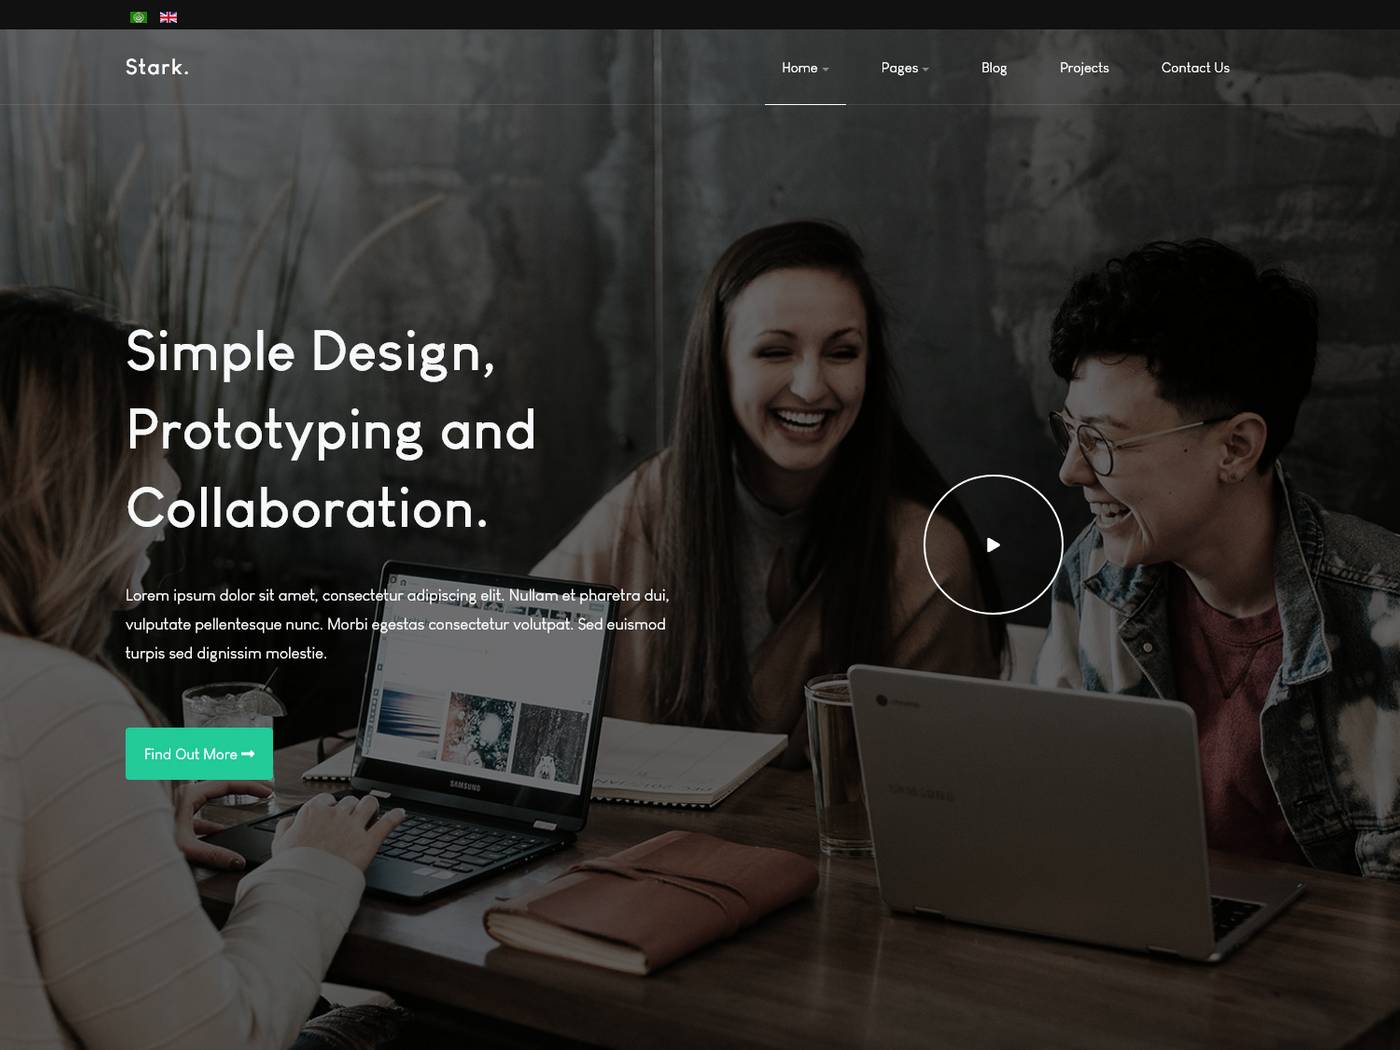 Stark.
Home
Pages
Blog
Projects
Contact Us
Simple Design,
Prototyping and
Collaboration.
Lorem ipsum dolor sit amet, consectetur adipiscing elit. Nullam et pharetra dui,
vulputate pellentesque nunc. Morbi egestas consectetur volutpat. Sed euismod
turpis sed dignissim molestie.
Find Out More
SAMSUNG
chrome
SAMSUNG